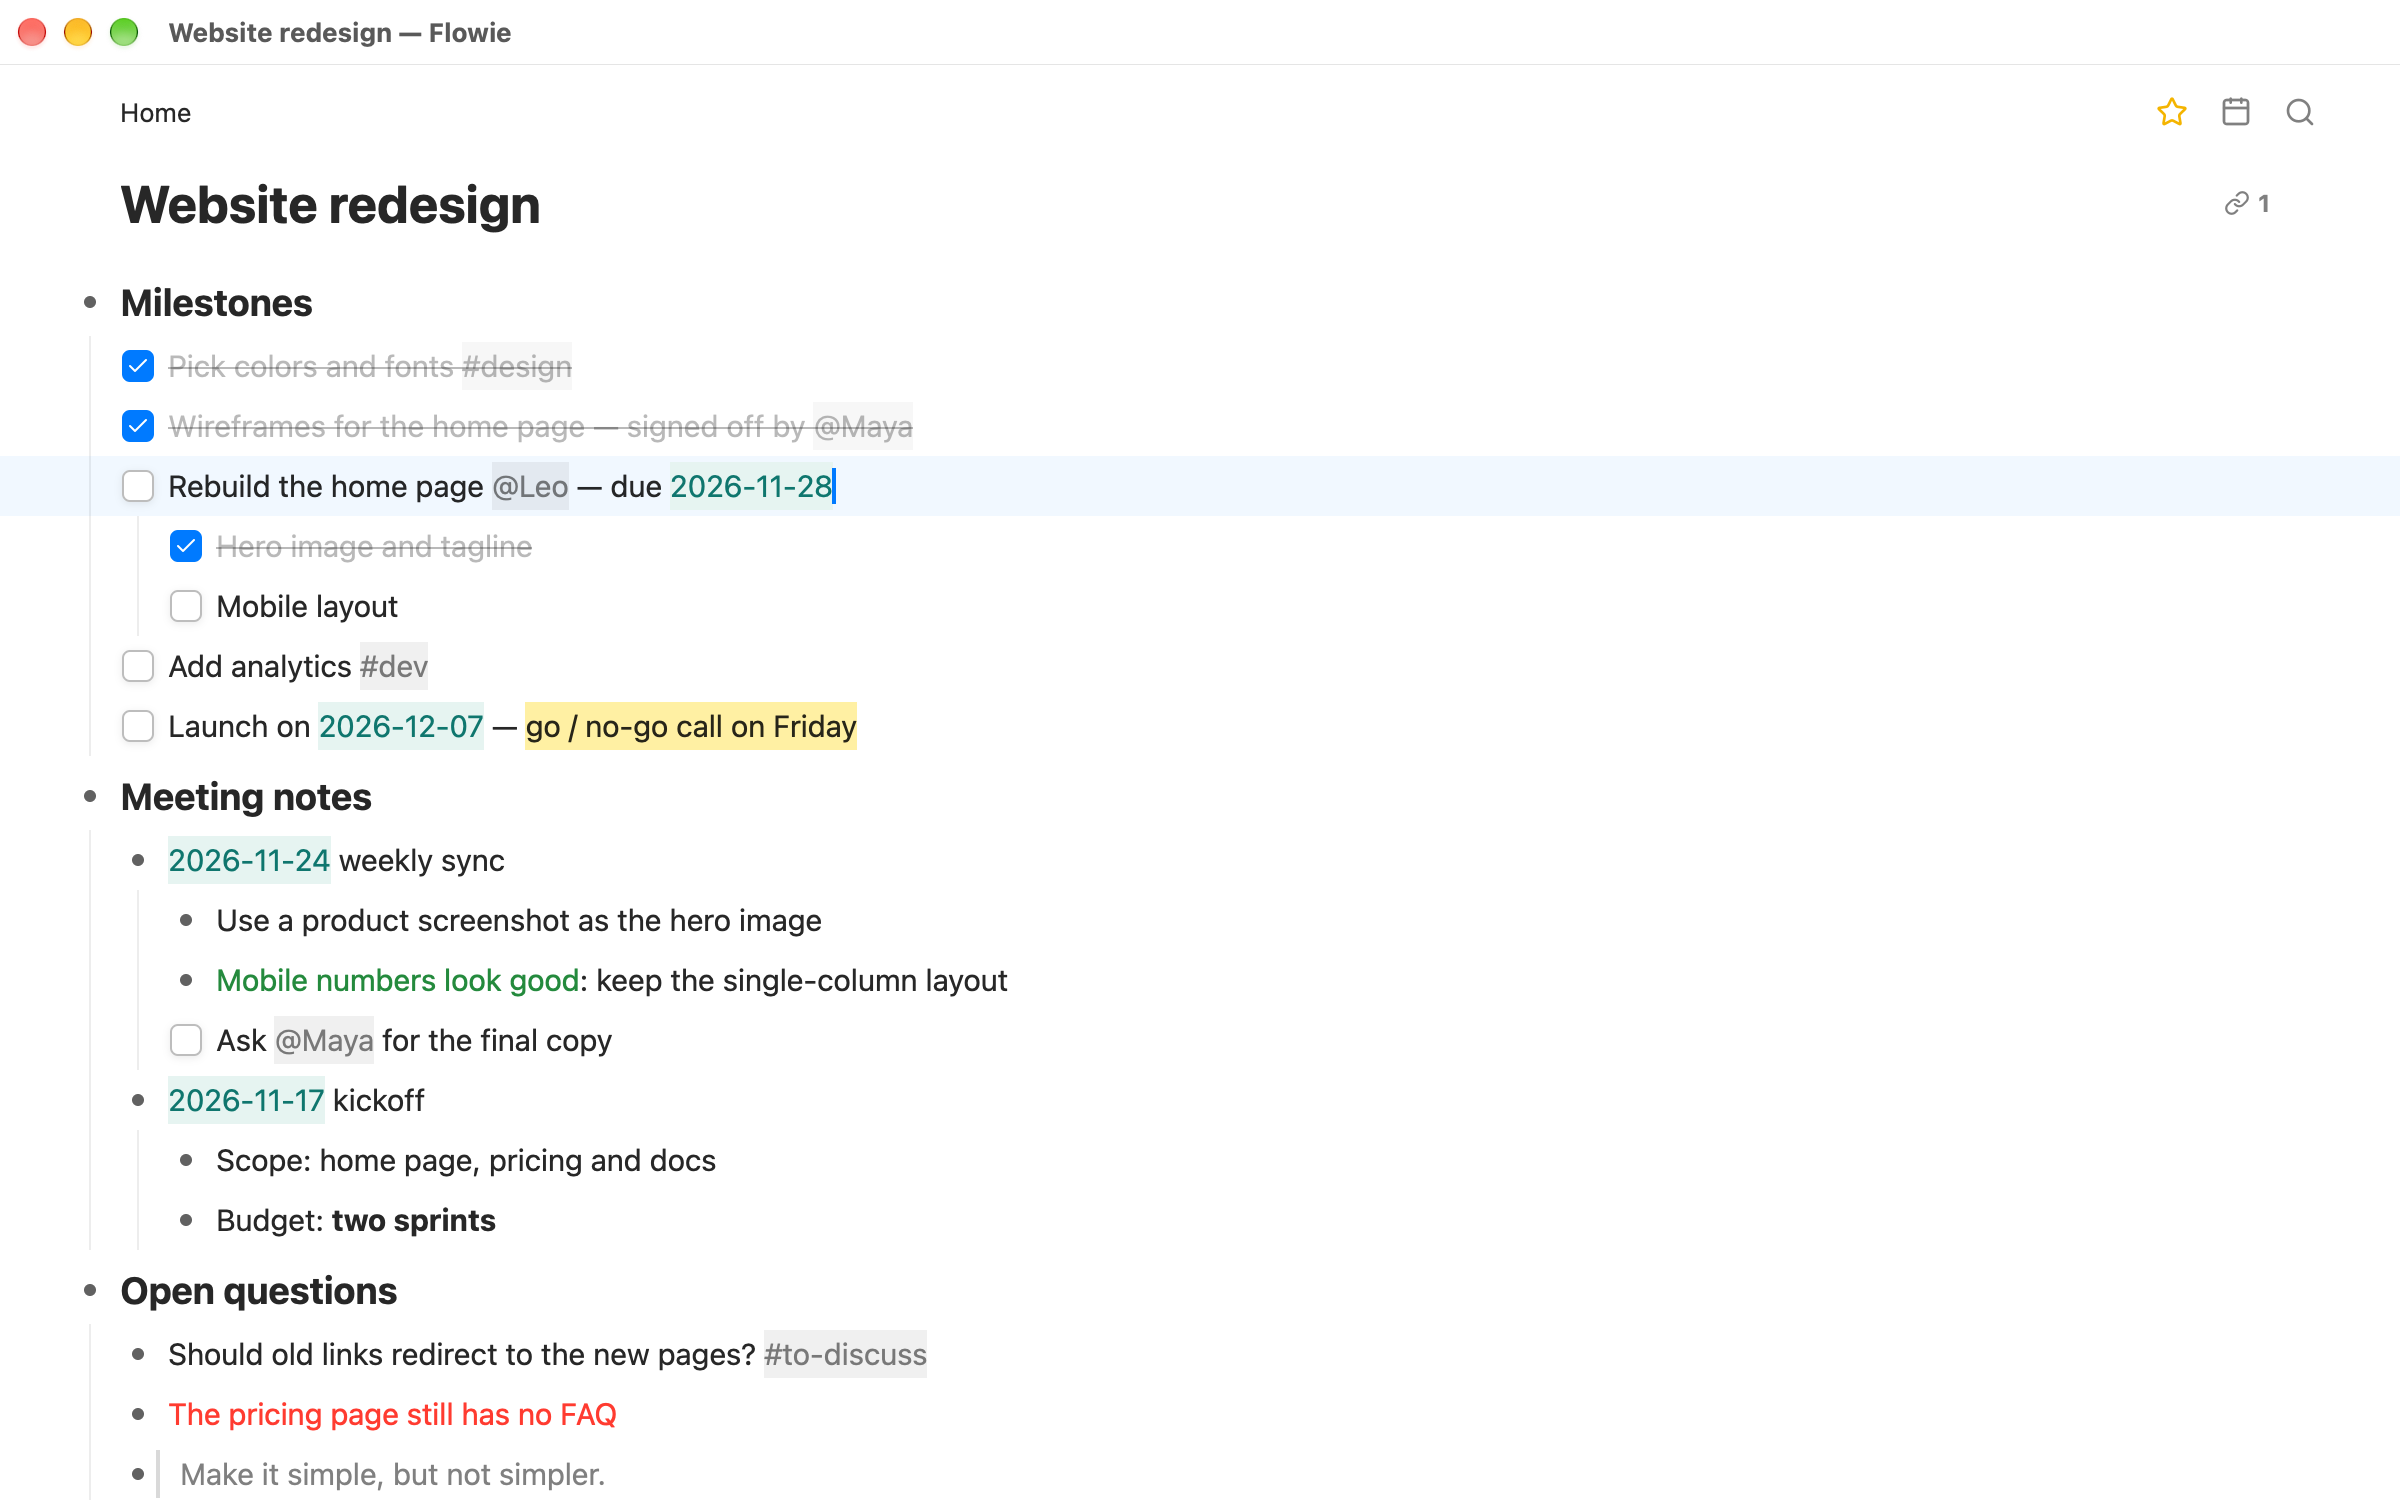 Website redesign — Flowie
Home
Website redesign
1
Milestones
Pick colors and fonts #design
Wireframes for the home page — signed off by @Maya
Rebuild the home page @Leo — due 2026-11-28
Hero image and tagline
Mobile layout
Add analytics #dev
Launch on 2026-12-07 — go / no-go call on Friday
Meeting notes
2026-11-24 weekly sync
Use a product screenshot as the hero image
Mobile numbers look good: keep the single-column layout
Ask @Maya for the final copy
2026-11-17 kickoff
Scope: home page, pricing and docs
Budget: two sprints
Open questions
Should old links redirect to the new pages? #to-discuss
The pricing page still has no FAQ
Make it simple, but not simpler.